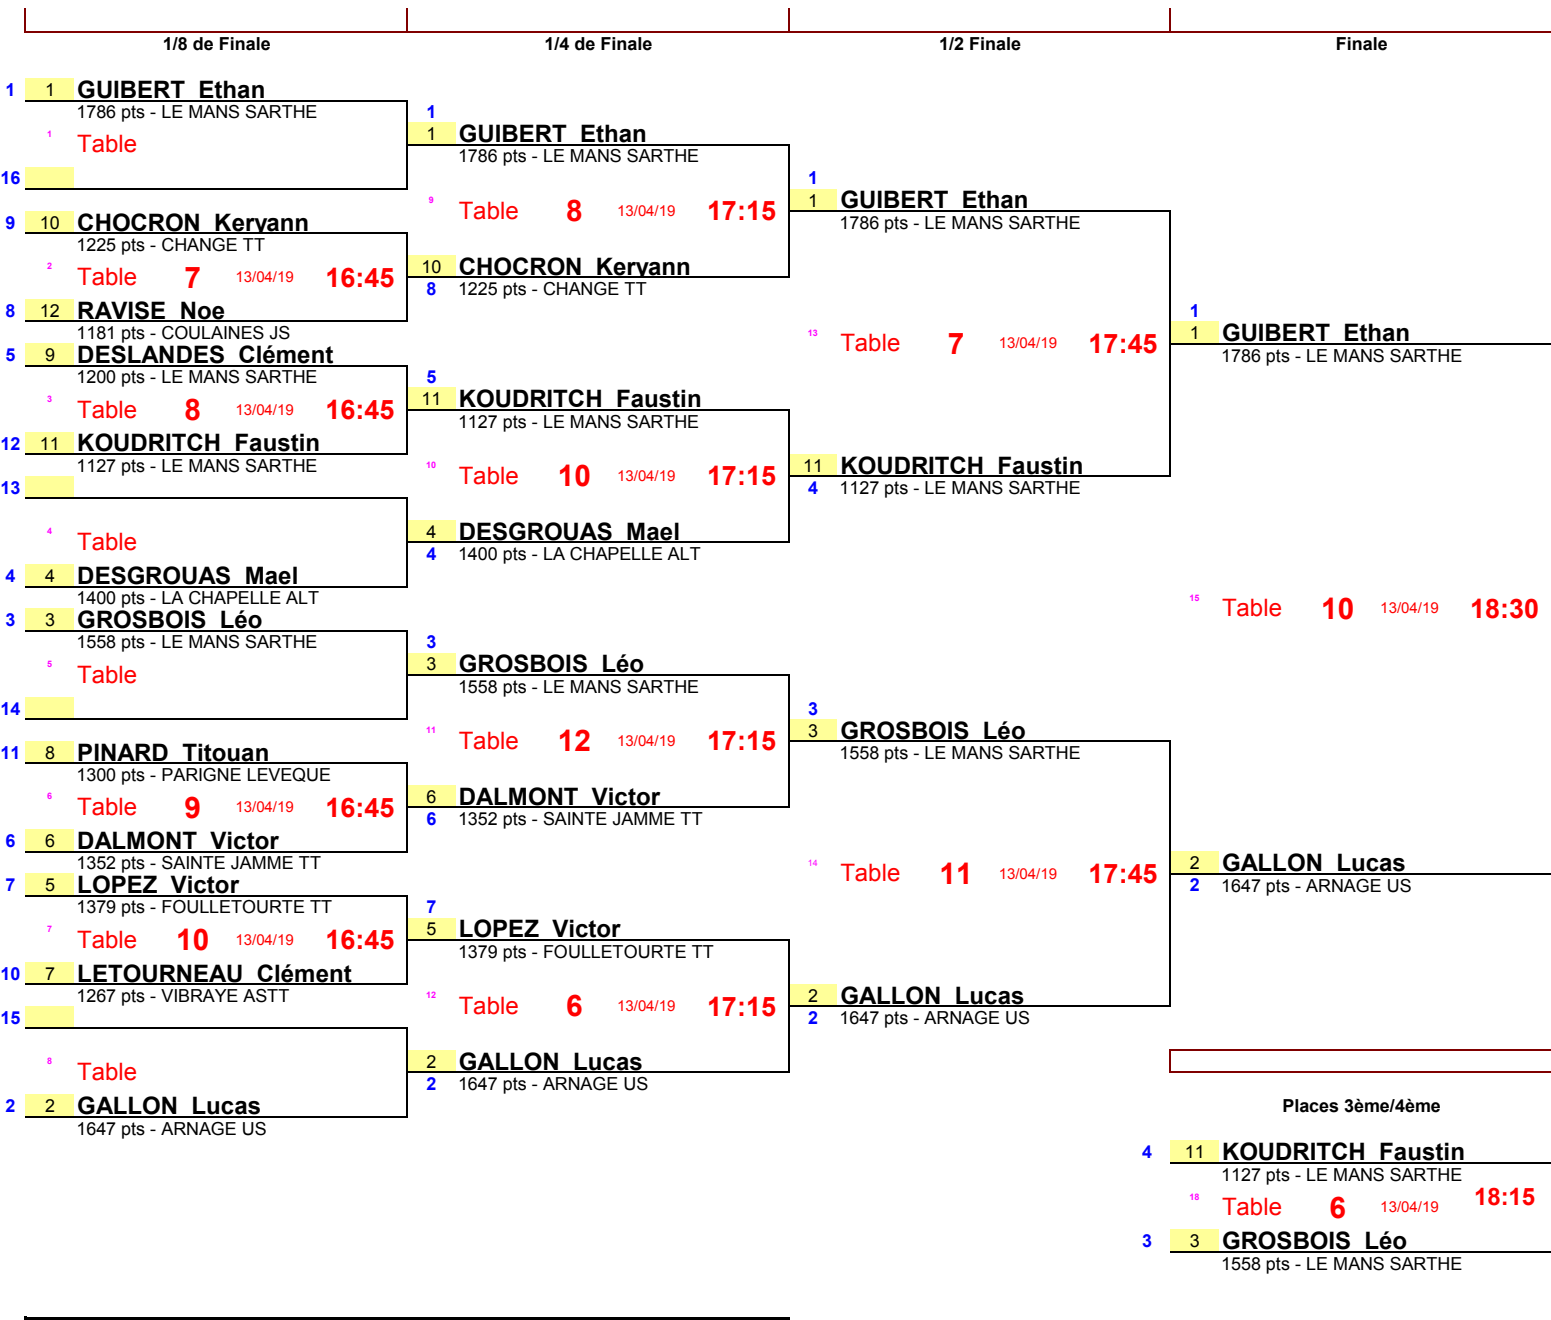 1/8 de Finale
1/4 de Finale
1/2 Finale
Finale
1 1 GUIBERT Ethan
1786 pts - LE MANS SARTHE
1 Table
16
9 10 CHOCRON Keryann
1225 pts - CHANGE TT
2 Table 7 13/04/19 16:45
8 12 RAVISE Noe
1181 pts - COULAINES JS
5 9 DESLANDES Clément
1200 pts - LE MANS SARTHE
3 Table 8 13/04/19 16:45
12 11 KOUDRITCH Faustin
1127 pts - LE MANS SARTHE
13
4 Table
4 4 DESGROUAS Mael
1400 pts - LA CHAPELLE ALT
3 3 GROSBOIS Léo
1558 pts - LE MANS SARTHE
5 Table
14
11 8 PINARD Titouan
1300 pts - PARIGNE LEVEQUE
6 Table 9 13/04/19 16:45
6 6 DALMONT Victor
1352 pts - SAINTE JAMME TT
7 5 LOPEZ Victor
1379 pts - FOULLETOURTE TT
7 Table 10 13/04/19 16:45
10 7 LETOURNEAU Clément
1267 pts - VIBRAYE ASTT
15
8 Table
2 2 GALLON Lucas
1647 pts - ARNAGE US
1
1 GUIBERT Ethan
1786 pts - LE MANS SARTHE
9 Table 8 13/04/19 17:15
10 CHOCRON Keryann
8 1225 pts - CHANGE TT
5
11 KOUDRITCH Faustin
1127 pts - LE MANS SARTHE
10 Table 10 13/04/19 17:15
4 DESGROUAS Mael
4 1400 pts - LA CHAPELLE ALT
3
3 GROSBOIS Léo
1558 pts - LE MANS SARTHE
11 Table 12 13/04/19 17:15
6 DALMONT Victor
6 1352 pts - SAINTE JAMME TT
7
5 LOPEZ Victor
1379 pts - FOULLETOURTE TT
12 Table 6 13/04/19 17:15
2 GALLON Lucas
2 1647 pts - ARNAGE US
1
1 GUIBERT Ethan
1786 pts - LE MANS SARTHE
13 Table 7 13/04/19 17:45
11 KOUDRITCH Faustin
4 1127 pts - LE MANS SARTHE
3
3 GROSBOIS Léo
1558 pts - LE MANS SARTHE
14 Table 11 13/04/19 17:45
2 GALLON Lucas
2 1647 pts - ARNAGE US
1
1 GUIBERT Ethan
1786 pts - LE MANS SARTHE
15 Table 10 13/04/19 18:30
2 GALLON Lucas
2 1647 pts - ARNAGE US
Places 3ème/4ème
4 11 KOUDRITCH Faustin
1127 pts - LE MANS SARTHE
18 Table 6 13/04/19 18:15
3 3 GROSBOIS Léo
1558 pts - LE MANS SARTHE